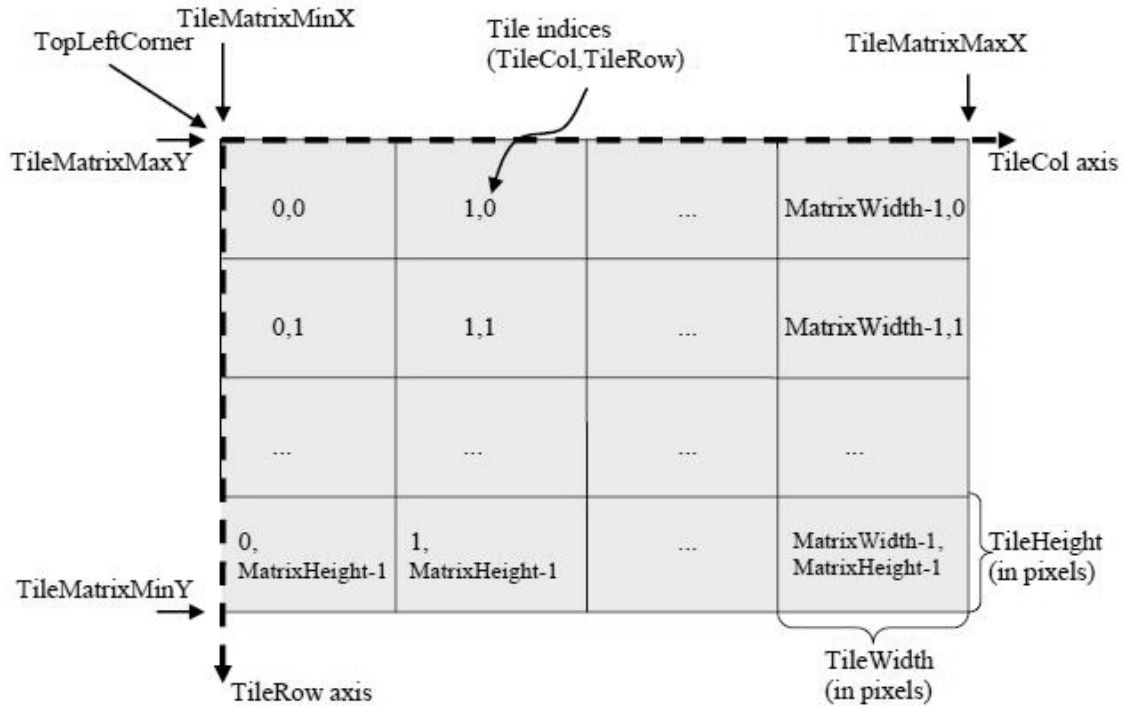 TileMatrixMinX
TopLeftCorner
Tile indices
(TileCol,TileRow)
TileMatrixMaxX
TileMatrixMaxY
TileCol axis
0,0
1,0
...
MatrixWidth-1,0
0,1
1,1
...
MatrixWidth-1,1
...
...
...
...
0,
MatrixHeight-1
1,
MatrixHeight-1
...
MatrixWidth-1,
MatrixHeight-1
TileHeight
(in pixels)
TileMatrixMinY
TileWidth
(in pixels)
TileRow axis